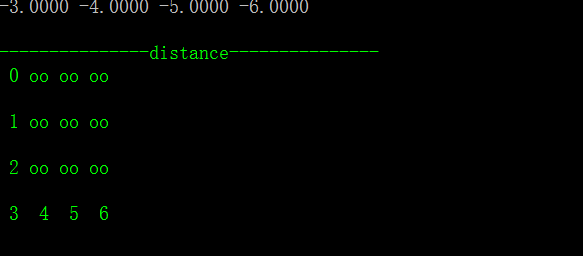 -3.0000 -4.0000 -5.0000 -6.0000
---------------distance---------------
0 oo oo oo
1 oo oo oo
2 oo oo oo
3 4 5 6